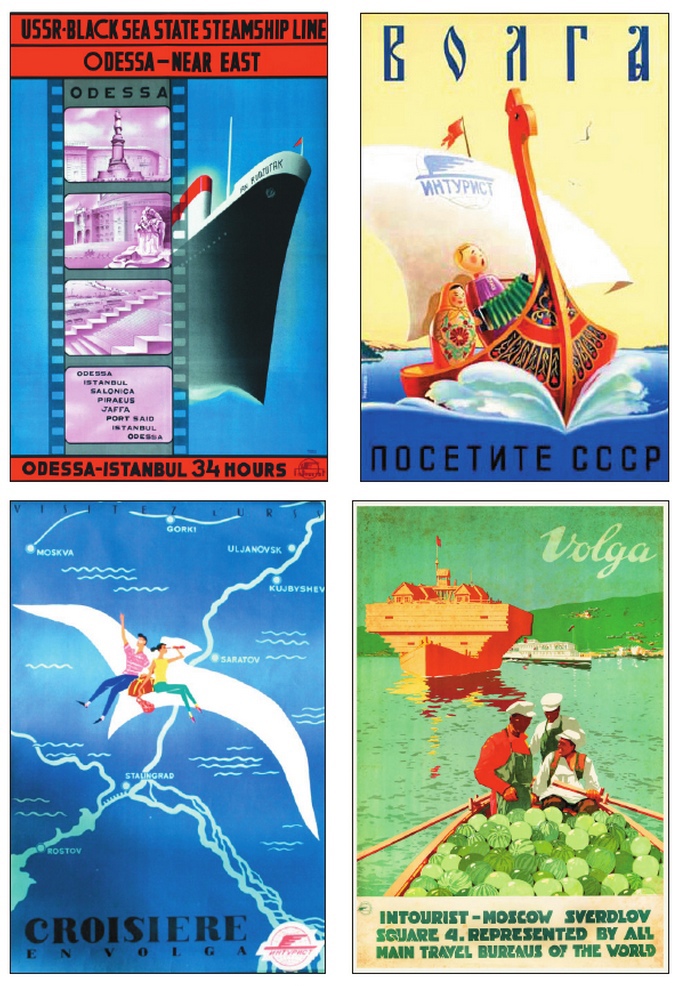 USSR·BLACK SEA STATE STEAMSHIP LINE
ODESSA—NEAR EAST
ODESSA
ODESSA
ISTANBUL
SALONICA
PIRAEUS
JAFFA
PORT SAID
ISTANBUL
ODESSA
ODESSA-ISTANBUL 34 HOURS
ВОЛГА
ИНТУРИСТ
ПОСЕТИТЕ СССР
VISITEZ L'URSS
GORKI
MOSKVA
ULJANOVSK
KUJBYSHEV
SARATOV
STALINGRAD
ROSTOV
CROISIERE
EN VOLGA
ИНТУРИСТ
Volga
INTOURIST-MOSCOW SVERDLOV
SQUARE 4. REPRESENTED BY ALL
MAIN TRAVEL BUREAUS OF THE WORLD